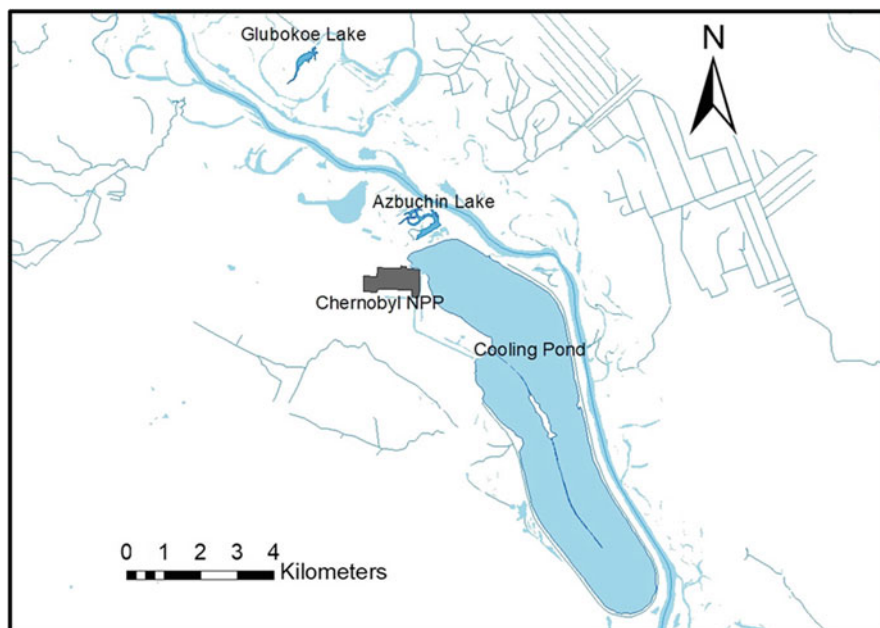 Glubokoe Lake
N
Azbuchin Lake
Chernobyl NPP
Cooling Pond
0 1 2 3 4
Kilometers